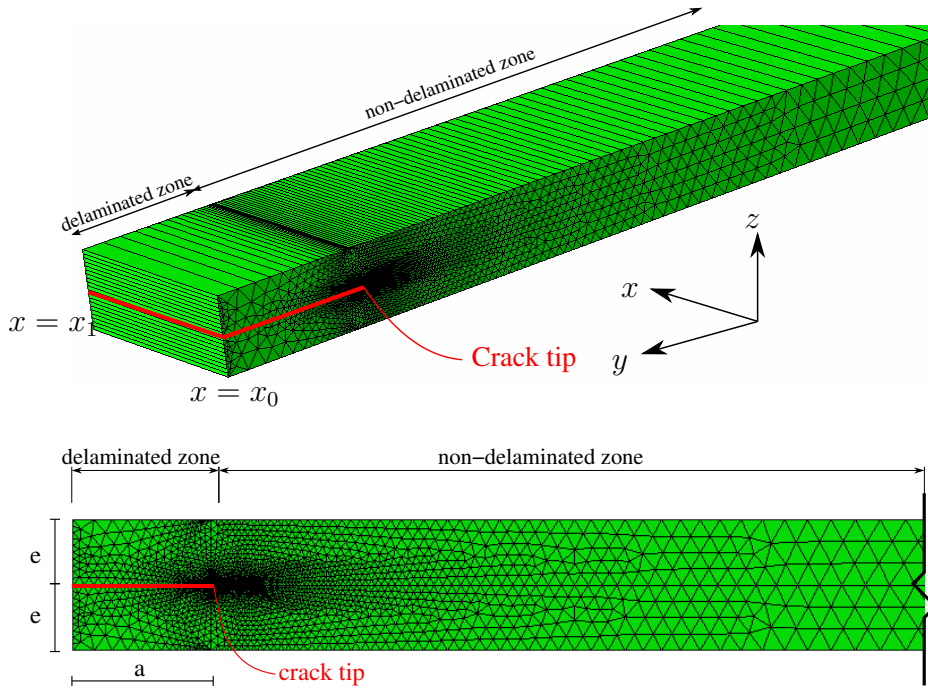 non−delaminated zone
delaminated zone
z
x
y
x = x₁
Crack tip
x = x₀
delaminated zone
non−delaminated zone
e
e
a
crack tip